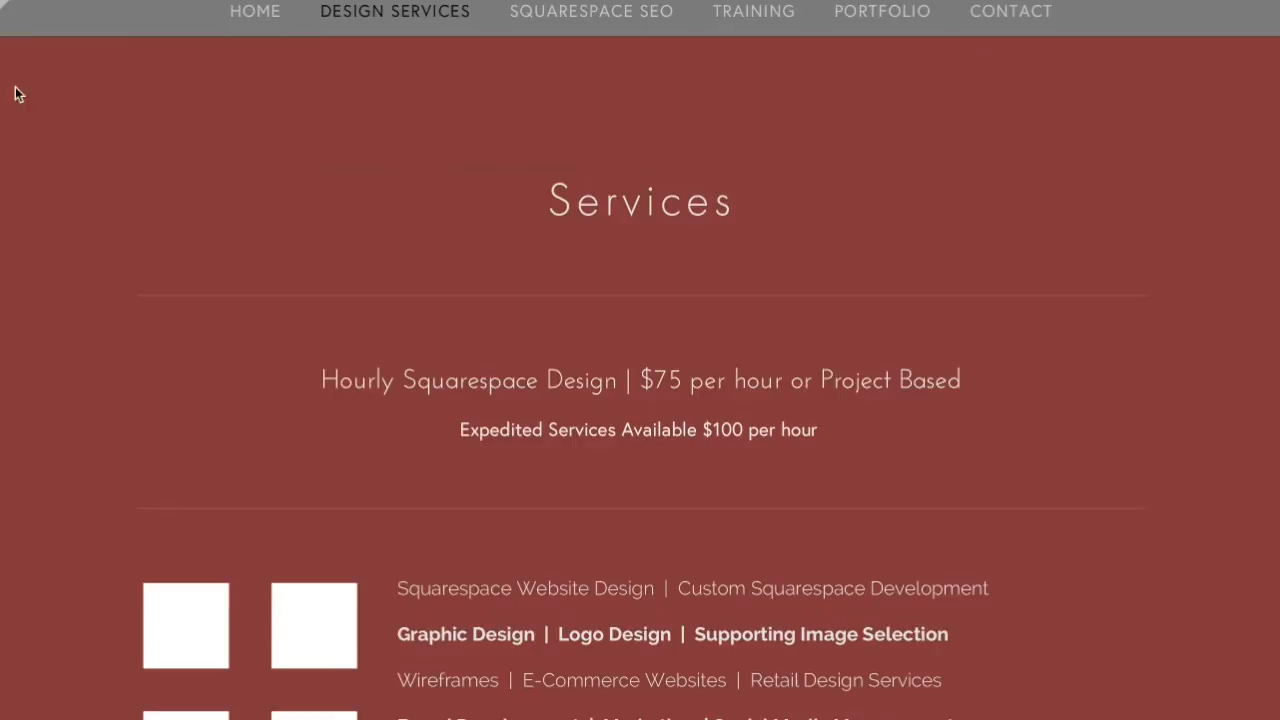 HOME DESIGN SERVICES SQUARESPACE SEO TRAINING PORTFOLIO CONTACT
Services
Hourly Squarespace Design | $75 per hour or Project Based
Expedited Services Available $100 per hour
Squarespace Website Design | Custom Squarespace Development
Graphic Design | Logo Design | Supporting Image Selection
Wireframes | E-Commerce Websites | Retail Design Services